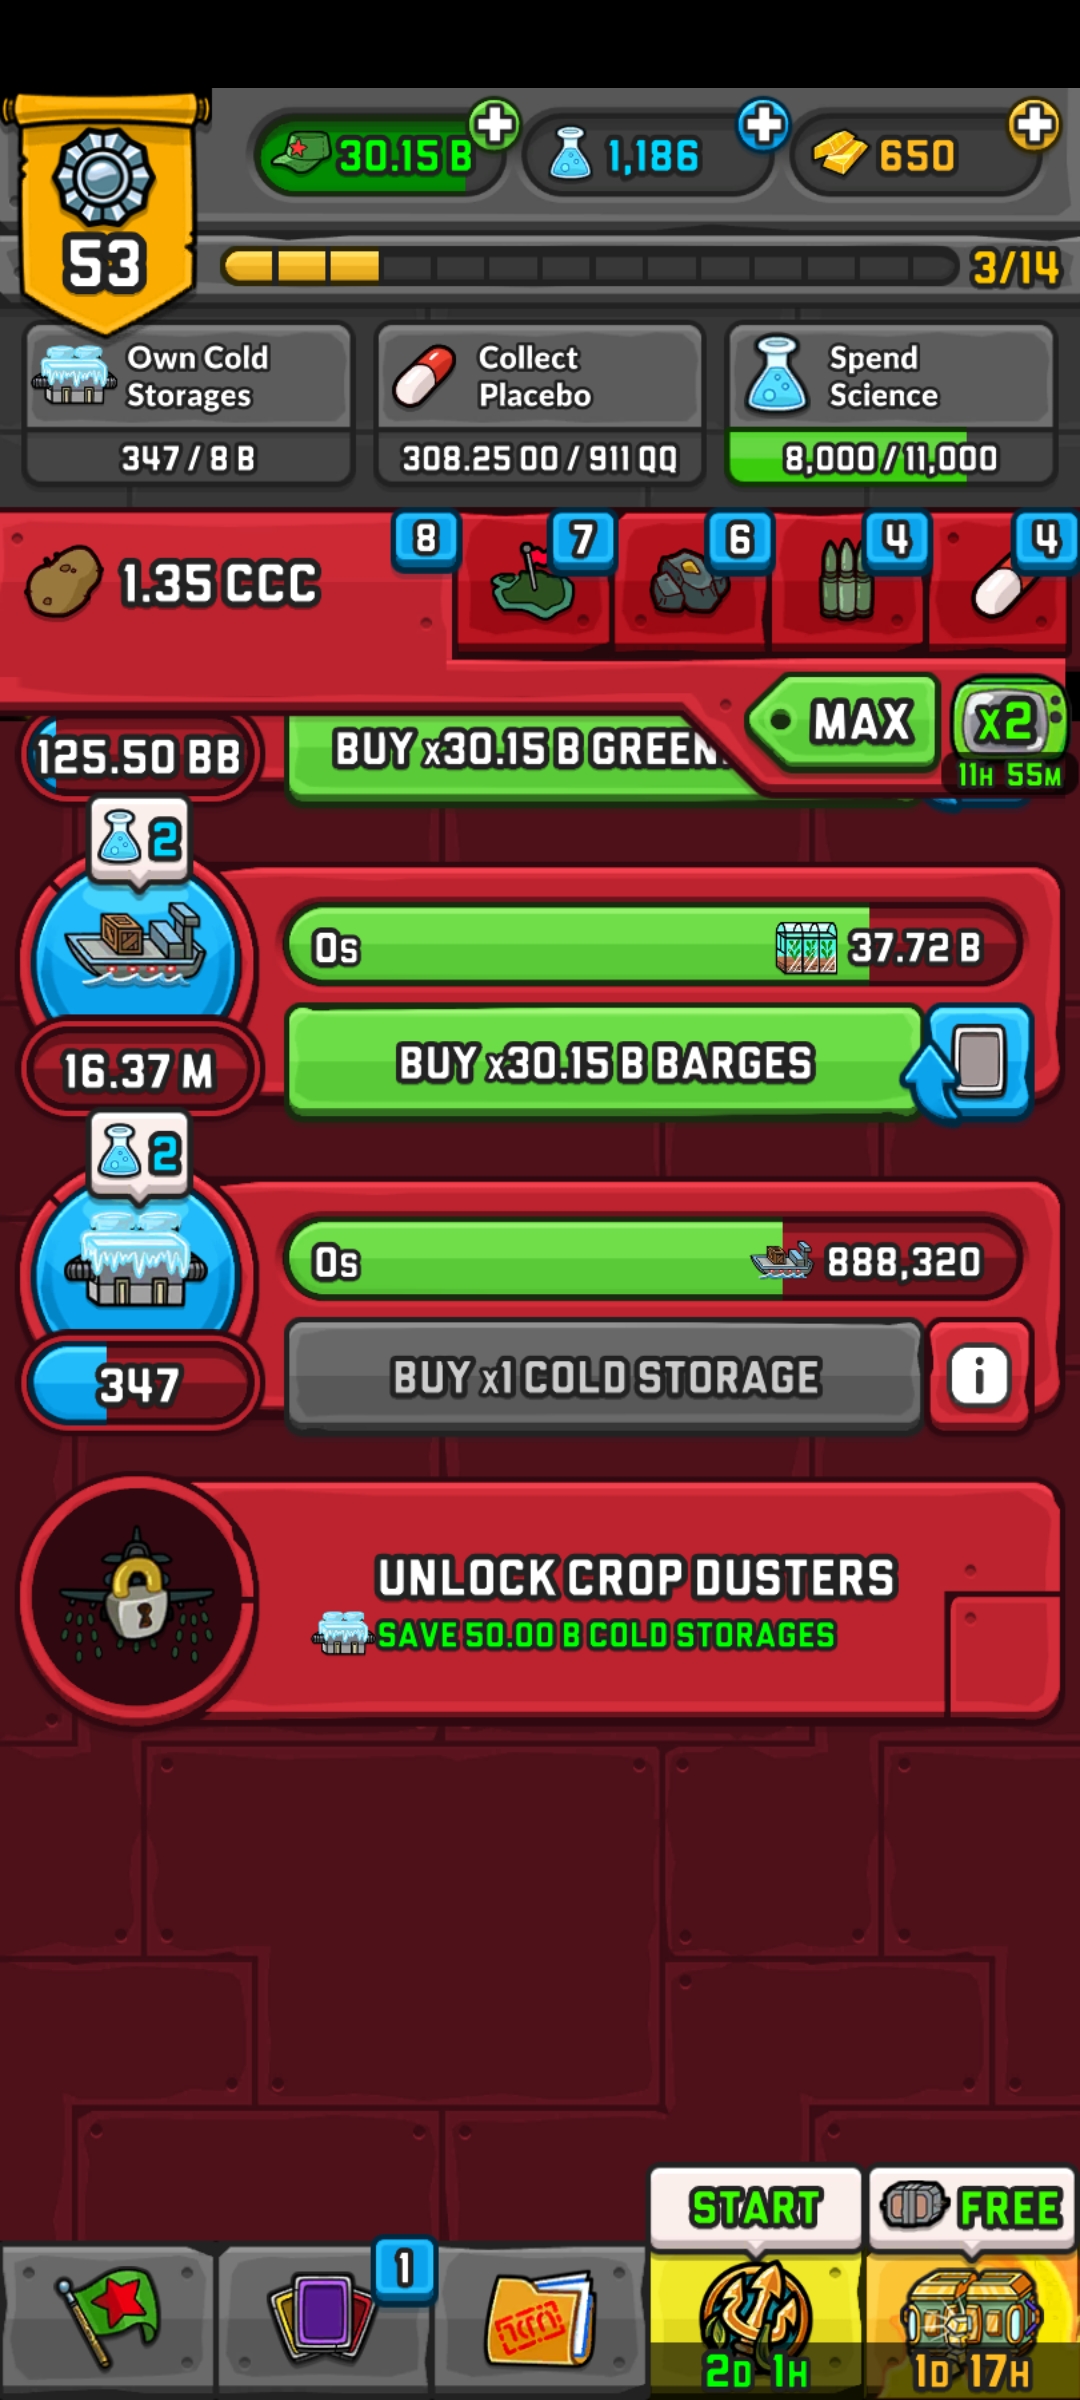 30.15 B
1,186
650
53
3/14
Own Cold Storages
347 / 8 B
Collect Placebo
308.25 OO / 911 QQ
Spend Science
8,000 / 11,000
1.35 CCC
8
7
6
4
4
MAX
X2
11H 55M
125.50 BB
BUY x30.15 B GREEN
2
0s
37.72 B
16.37 M
BUY x30.15 B BARGES
2
0s
888,320
347
BUY x1 COLD STORAGE
i
UNLOCK CROP DUSTERS
SAVE 50.00 B COLD STORAGES
START
FREE
1
2D 1H
1D 17H